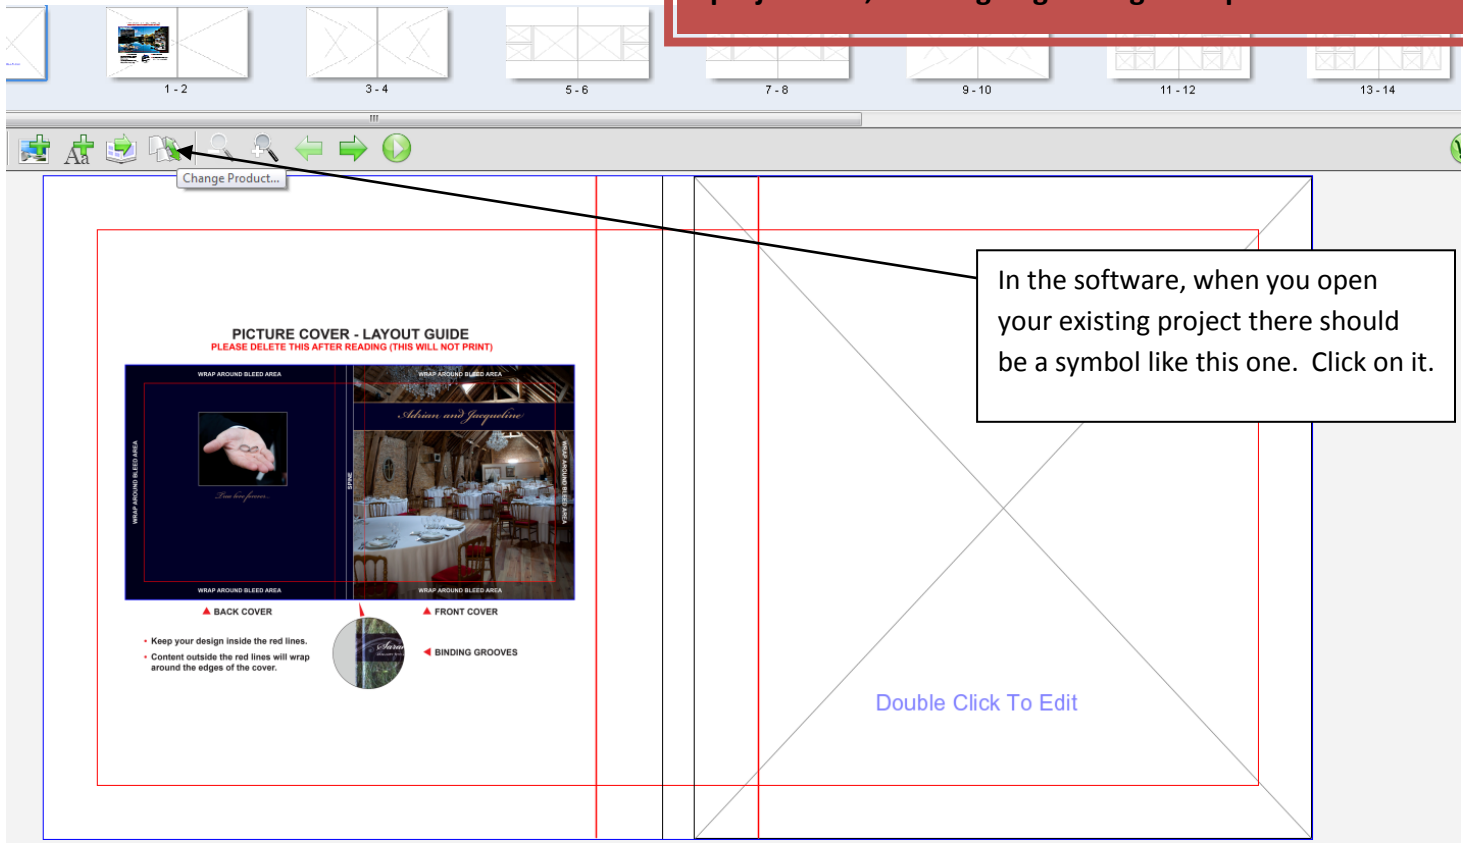 1 - 2
3 - 4
5 - 6
7 - 8
9 - 10
11 - 12
13 - 14
Aa
Change Product...
In the software, when you open
your existing project there should
be a symbol like this one. Click on it.
PICTURE COVER - LAYOUT GUIDE
PLEASE DELETE THIS AFTER READING (THIS WILL NOT PRINT)
WRAP AROUND BLEED AREA
WRAP AROUND BLEED AREA
Adrian and Jacqueline
WRAP AROUND BLEED AREA
SPINE
WRAP AROUND BLEED AREA
True love forever.
WRAP AROUND BLEED AREA
WRAP AROUND BLEED AREA
BACK COVER
FRONT COVER
• Keep your design inside the red lines.
• Content outside the red lines will wrap
around the edges of the cover.
BINDING GROOVES
Double Click To Edit